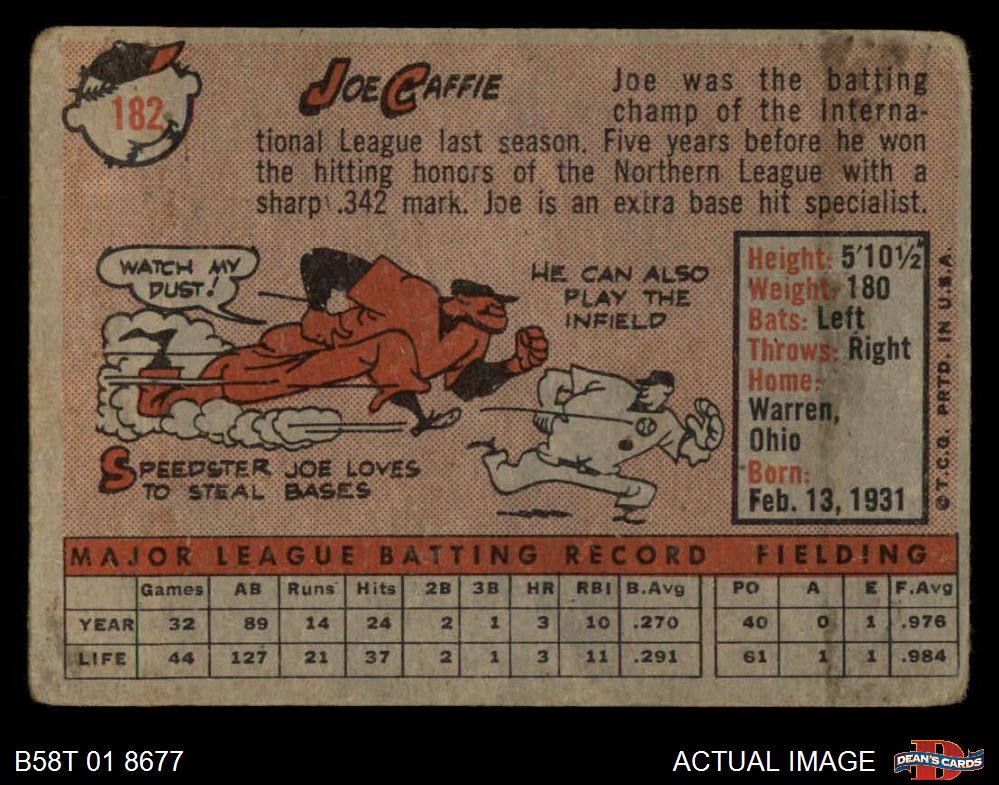 182
JOE CAFFIE
Joe was the batting
champ of the Interna-
tional League last season. Five years before he won
the hitting honors of the Northern League with a
sharp .342 mark. Joe is an extra base hit specialist.
WATCH MY
DUST!
HE CAN ALSO
PLAY THE
INFIELD
SPEEDSTER JOE LOVES
TO STEAL BASES
Height: 5'10½"
Weight: 180
Bats: Left
Throws: Right
Home:
Warren,
Ohio
Born:
Feb. 13, 1931
© T.C.G. PRTD. IN U.S.A.
MAJOR LEAGUE BATTING RECORD FIELDING
Games AB Runs Hits 2B 3B HR RBI B.Avg PO A E F.Avg
YEAR 32 89 14 24 2 1 3 10 .270 40 0 1 .976
LIFE 44 127 21 37 2 1 3 11 .291 61 1 1 .984
B58T 01 8677
ACTUAL IMAGE
D
DEAN'S CARDS